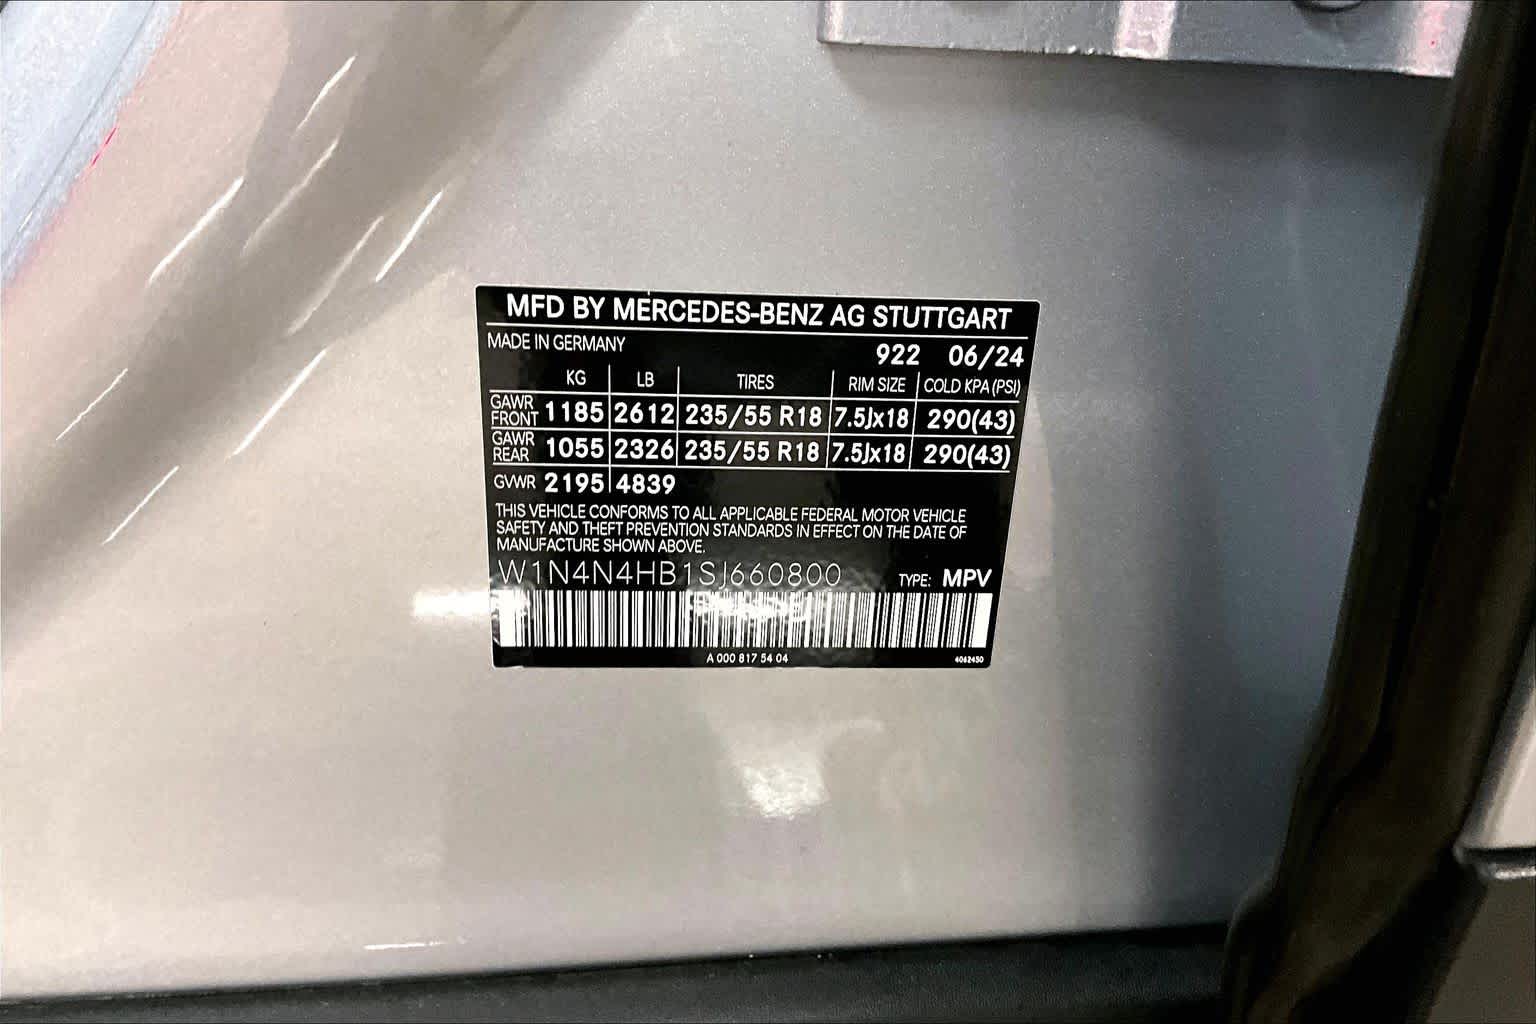 MFD BY MERCEDES-BENZ AG STUTTGART
MADE IN GERMANY
922 06/24
KG LB TIRES RIM SIZE COLD KPA (PSI)
GAWR FRONT 1185 2612 235/55 R18 7.5Jx18 290(43)
GAWR REAR 1055 2326 235/55 R18 7.5Jx18 290(43)
GVWR 2195 4839
THIS VEHICLE CONFORMS TO ALL APPLICABLE FEDERAL MOTOR VEHICLE
SAFETY AND THEFT PREVENTION STANDARDS IN EFFECT ON THE DATE OF
MANUFACTURE SHOWN ABOVE.
W1N4N4HB1SJ660800 TYPE: MPV
A 000 817 54 04 4062450